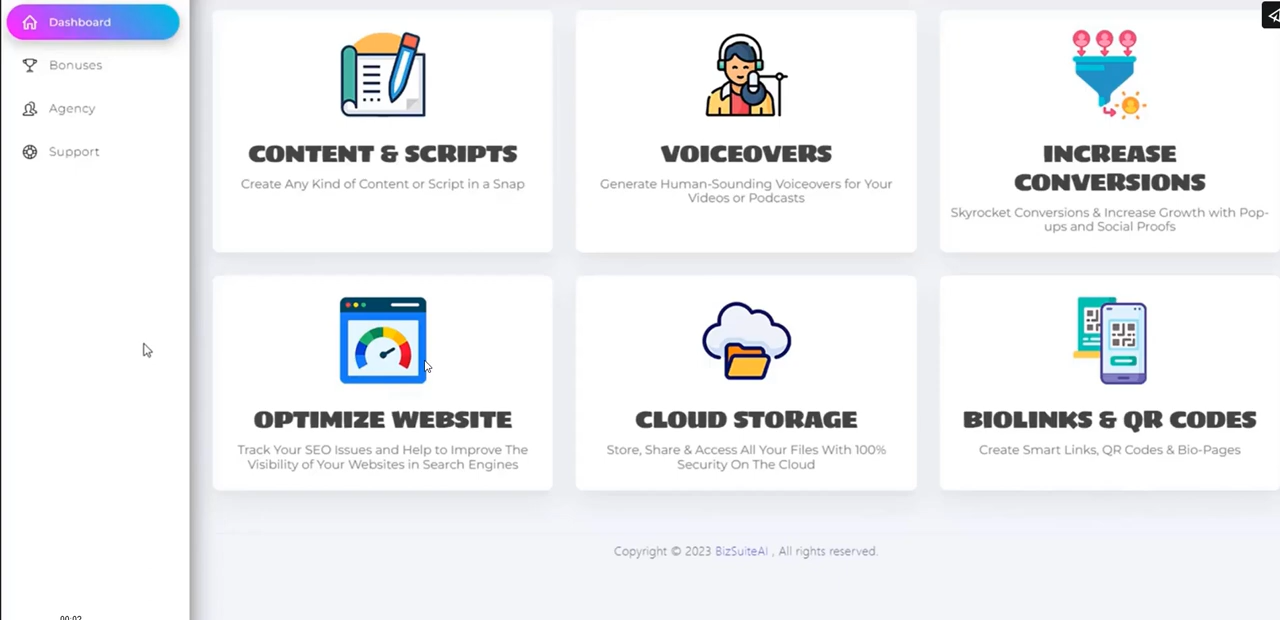 Dashboard
Bonuses
Agency
Support
CONTENT & SCRIPTS
Create Any Kind of Content or Script in a Snap
VOICEOVERS
Generate Human-Sounding Voiceovers for Your
Videos or Podcasts
INCREASE
CONVERSIONS
Skyrocket Conversions & Increase Growth with Pop-
ups and Social Proofs
OPTIMIZE WEBSITE
Track Your SEO Issues and Help to Improve The
Visibility of Your Websites in Search Engines
CLOUD STORAGE
Store, Share & Access All Your Files With 100%
Security On The Cloud
BIOLINKS & QR CODES
Create Smart Links, QR Codes & Bio-Pages
Copyright © 2023 BizSuiteAI , All rights reserved.